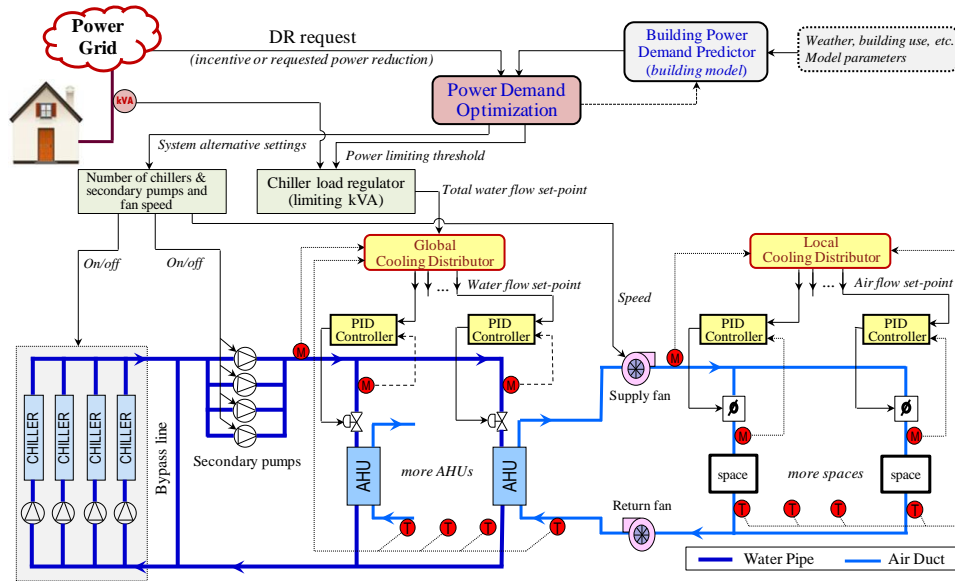 Power
Grid
DR request
(incentive or requested power reduction)
Building Power
Demand Predictor
(building model)
Weather, building use, etc.
Model parameters
kVA
Power Demand
Optimization
System alternative settings
Power limiting threshold
Number of chillers &
secondary pumps and
fan speed
Chiller load regulator
(limiting kVA)
Total water flow set-point
On/off
On/off
Global
Cooling Distributor
Local
Cooling Distributor
...
Water flow set-point
...
Air flow set-point
Speed
PID
Controller
PID
Controller
PID
Controller
PID
Controller
M
M
M
M
Supply fan
Ø
Ø
M
M
CHILLER
CHILLER
CHILLER
CHILLER
Bypass line
Secondary pumps
AHU
more AHUs
AHU
space
more spaces
space
T
T
T
T
Return fan
T
T
T
T
Water Pipe
Air Duct